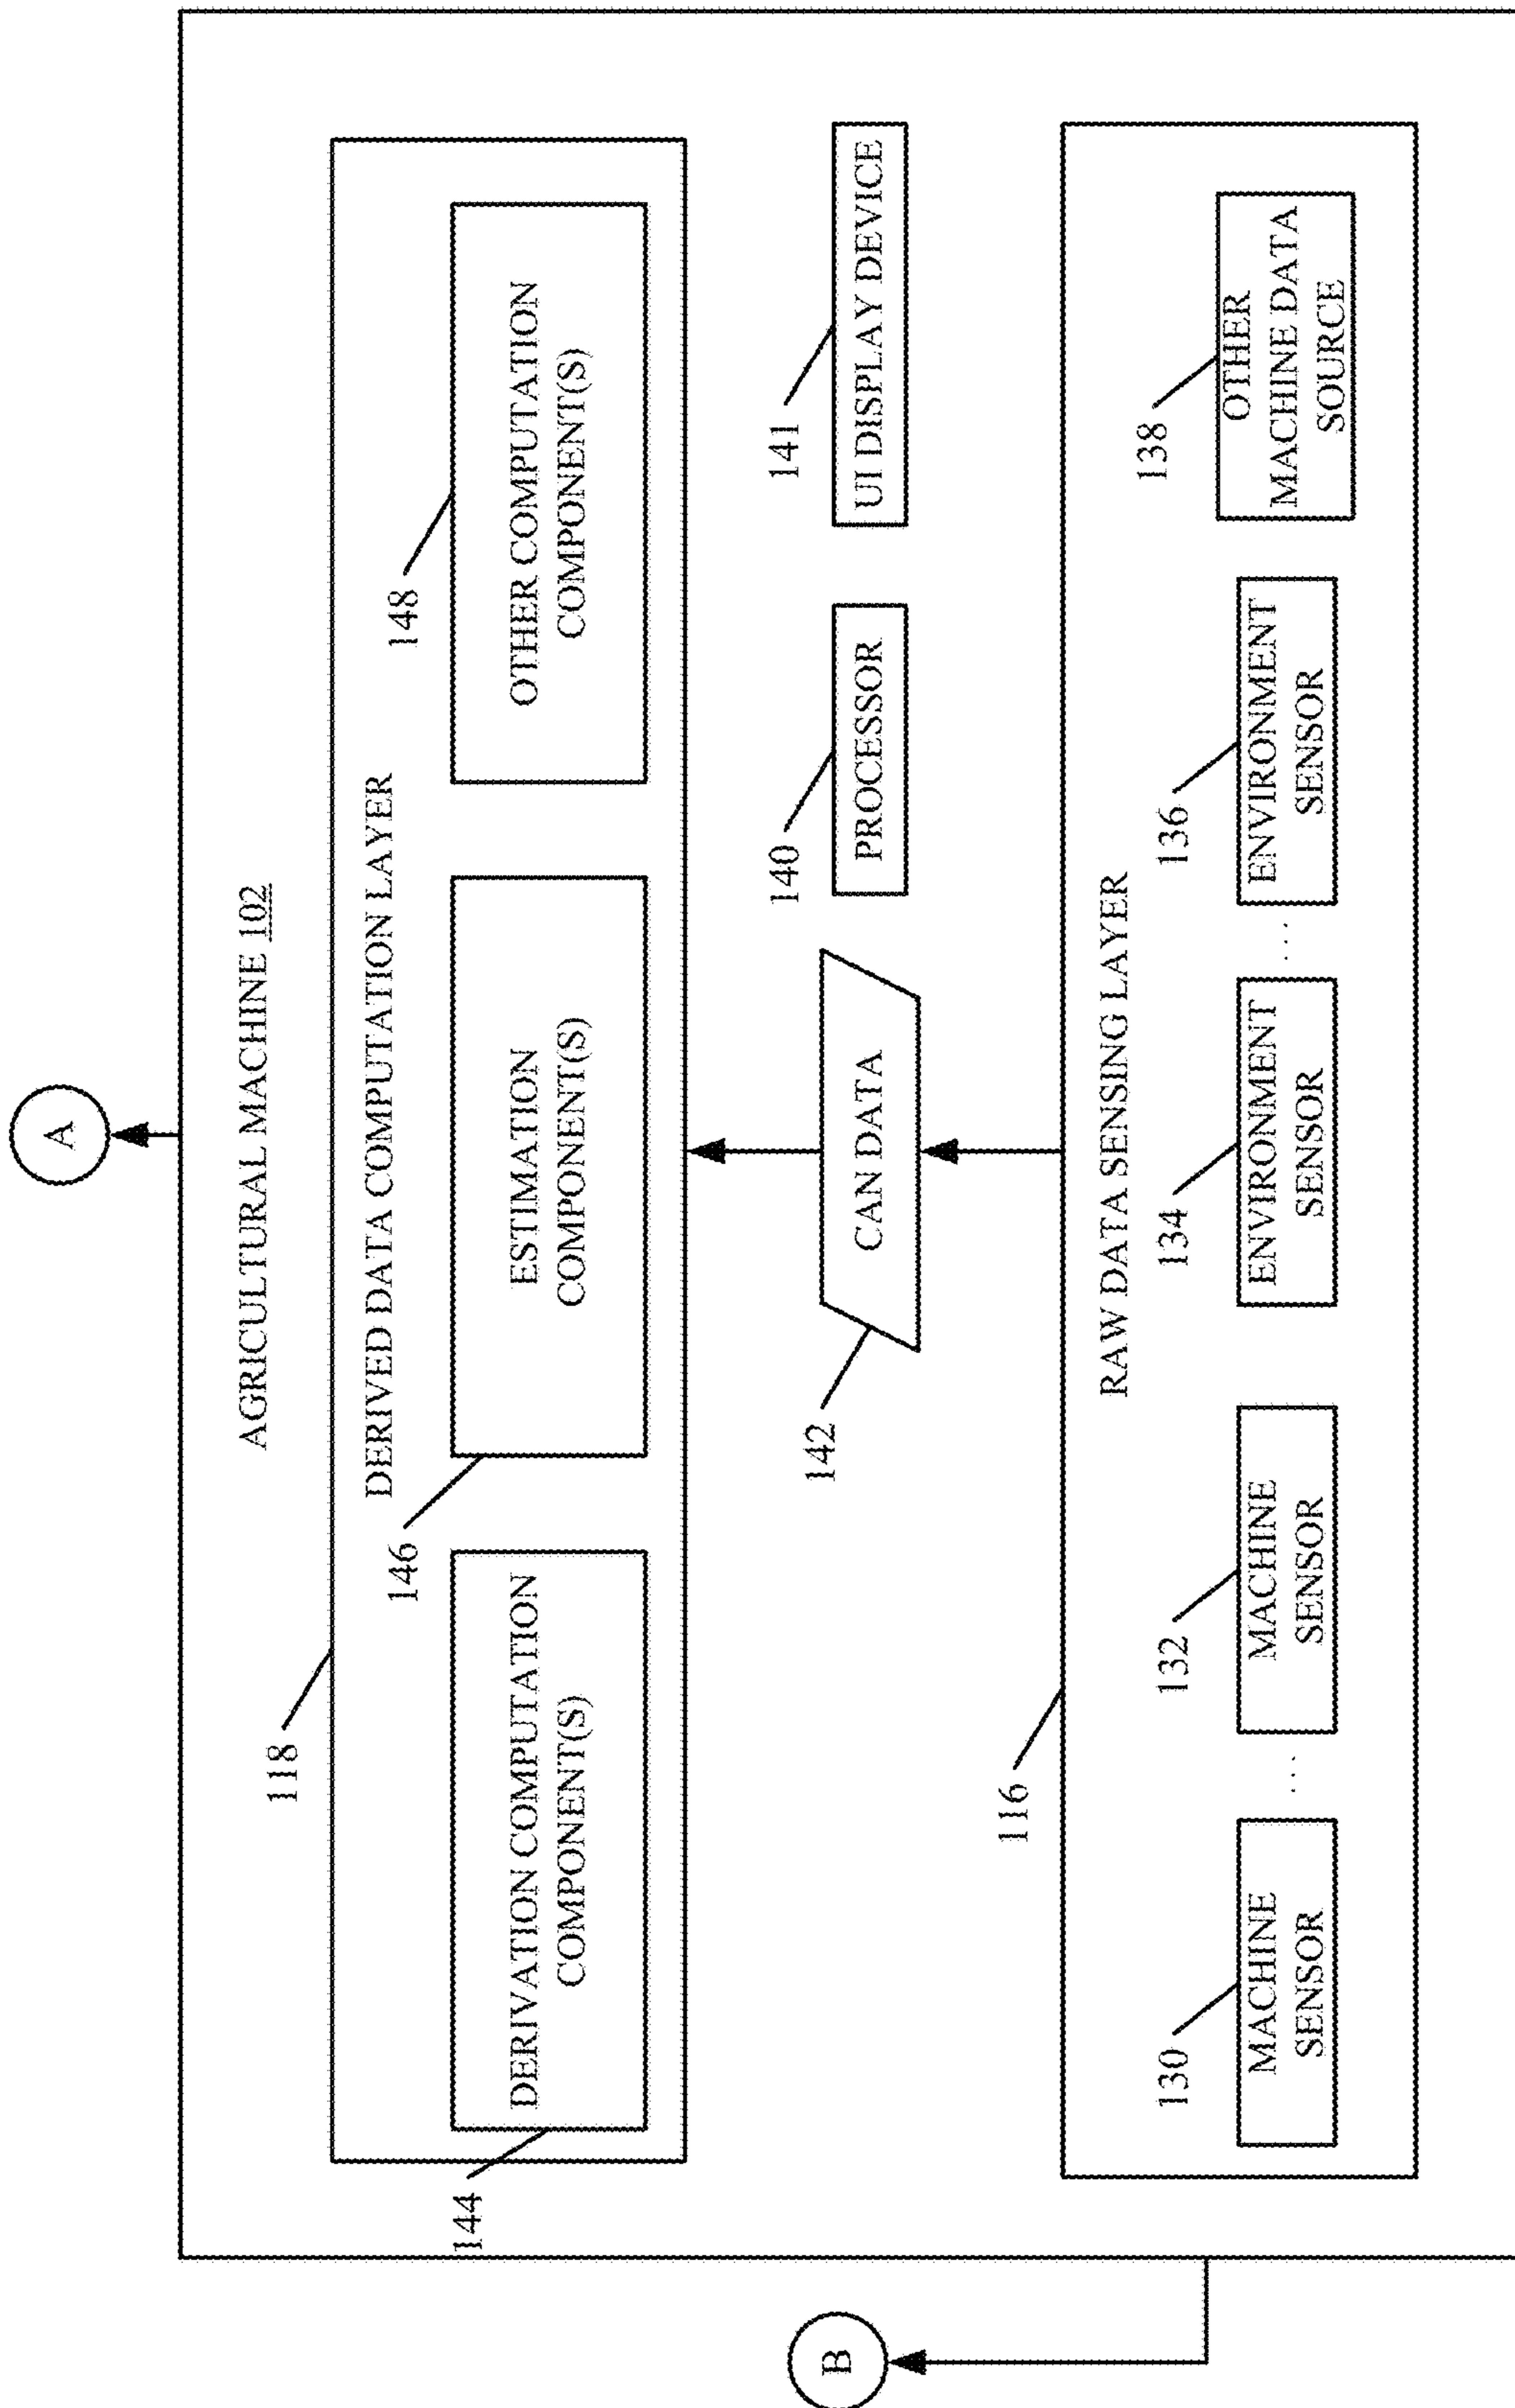 A
AGRICULTURAL MACHINE 102
118
DERIVED DATA COMPUTATION LAYER
144
DERIVATION COMPUTATION
COMPONENT(S)
146
ESTIMATION
COMPONENT(S)
148
OTHER COMPUTATION
COMPONENT(S)
142
CAN DATA
140
PROCESSOR
141
UI DISPLAY DEVICE
B
116
RAW DATA SENSING LAYER
130
MACHINE
SENSOR
...
132
MACHINE
SENSOR
134
ENVIRONMENT
SENSOR
...
136
ENVIRONMENT
SENSOR
138
OTHER
MACHINE DATA
SOURCE